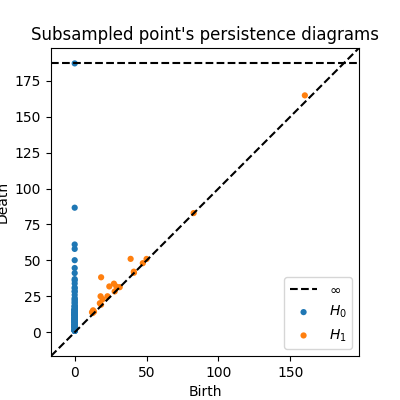 Subsampled point's persistence diagrams
175
150
125
100
75
50
25
0
Death
∞
H₀
H₁
0 50 100 150
Birth